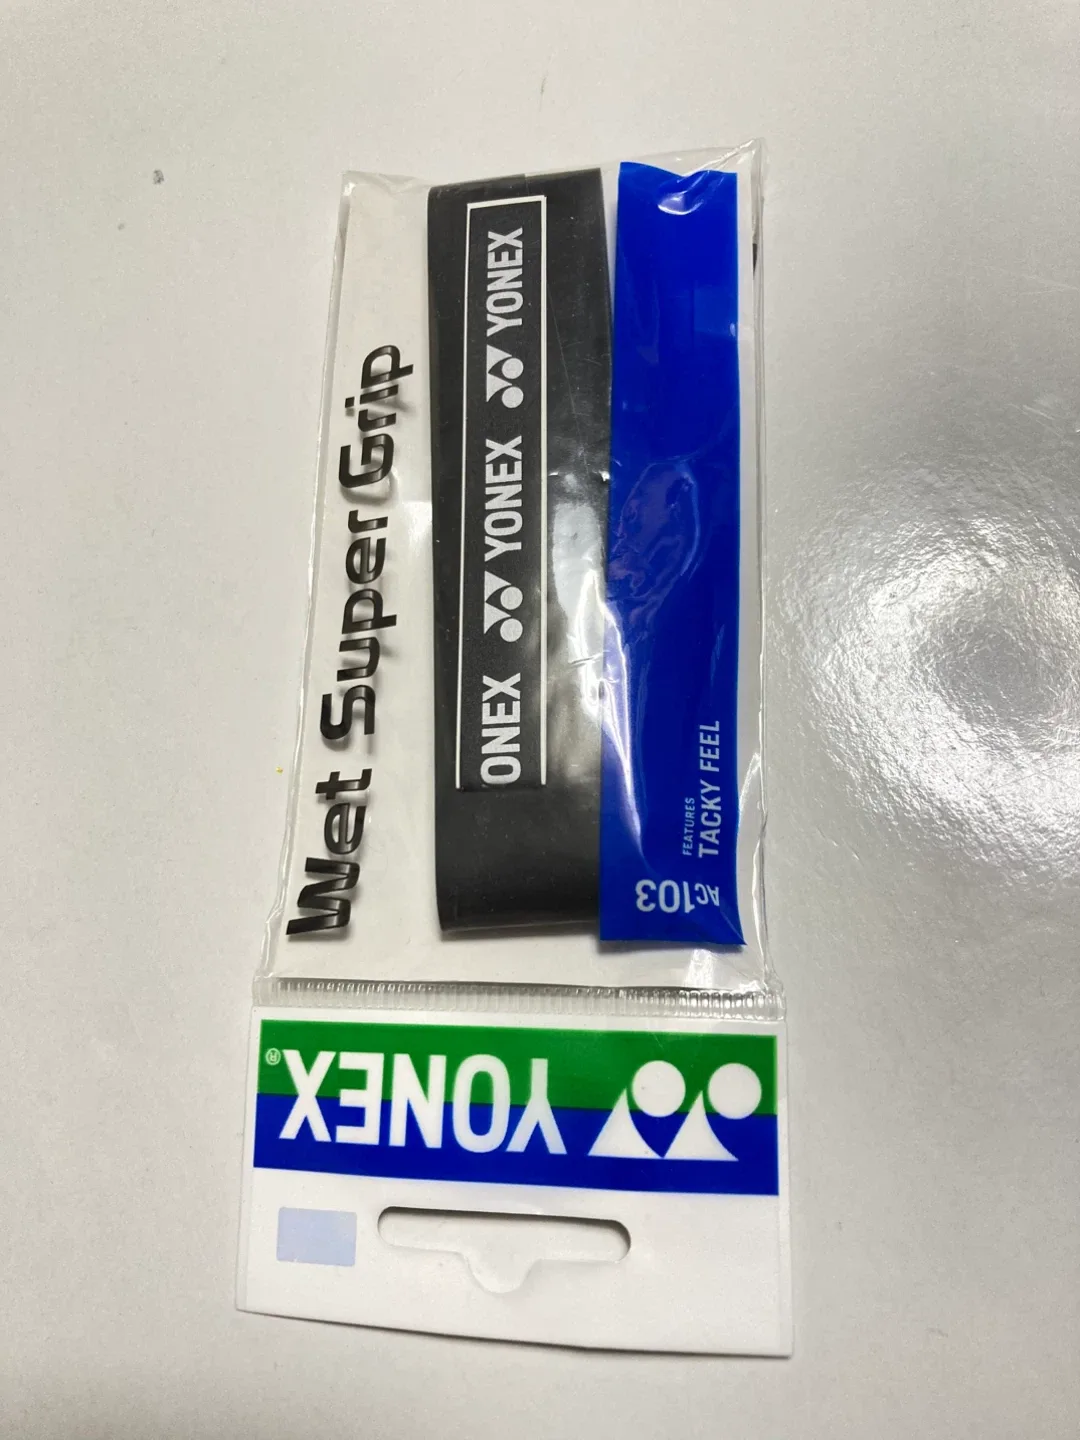 YONEX®
AC103
FEATURES
TACKY FEEL
ONEX YONEX YONEX
Wet Super Grip